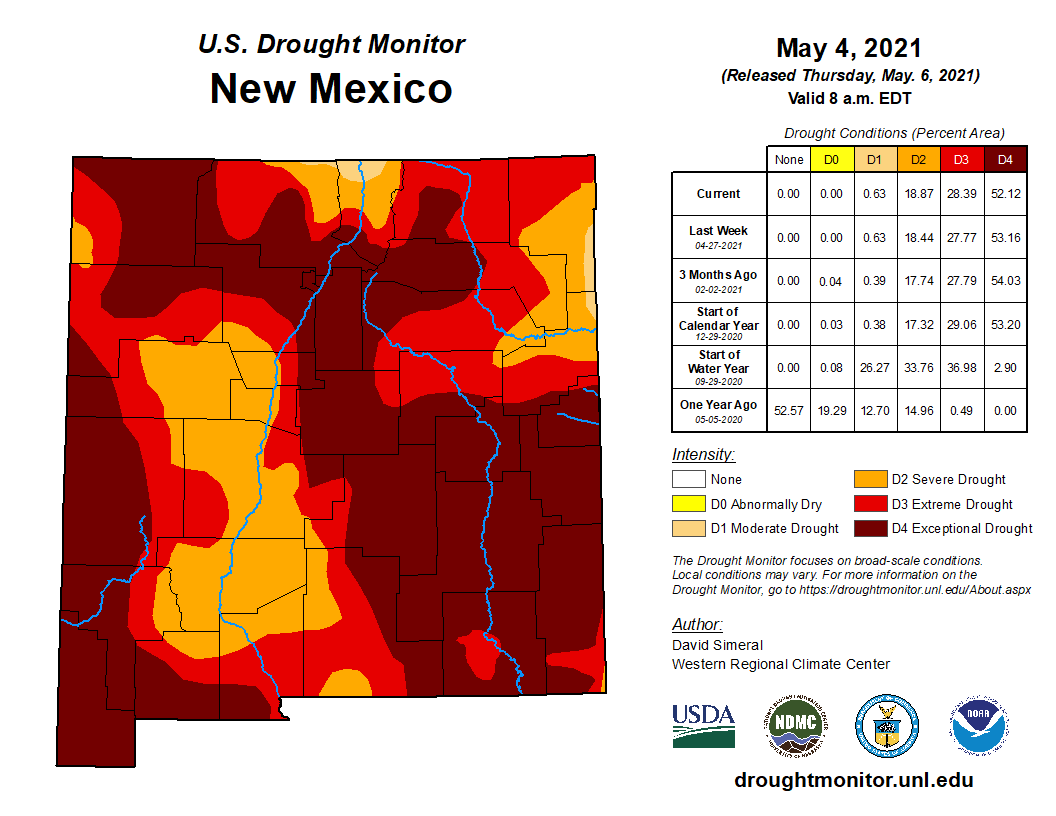 U.S. Drought Monitor
New Mexico
May 4, 2021
(Released Thursday, May. 6, 2021)
Valid 8 a.m. EDT
Drought Conditions (Percent Area)
None D0 D1 D2 D3 D4
Current 0.00 0.00 0.63 18.87 28.39 52.12
Last Week
04-27-2021
0.00 0.00 0.63 18.44 27.77 53.16
3 Months Ago
02-02-2021
0.00 0.04 0.39 17.74 27.79 54.03
Start of
Calendar Year
12-29-2020
0.00 0.03 0.38 17.32 29.06 53.20
Start of
Water Year
09-29-2020
0.00 0.08 26.27 33.76 36.98 2.90
One Year Ago
05-05-2020
52.57 19.29 12.70 14.96 0.49 0.00
Intensity:
None
D0 Abnormally Dry
D1 Moderate Drought
D2 Severe Drought
D3 Extreme Drought
D4 Exceptional Drought
The Drought Monitor focuses on broad-scale conditions.
Local conditions may vary. For more information on the
Drought Monitor, go to https://droughtmonitor.unl.edu/About.aspx
Author:
David Simeral
Western Regional Climate Center
USDA
NDMC
NOAA
droughtmonitor.unl.edu